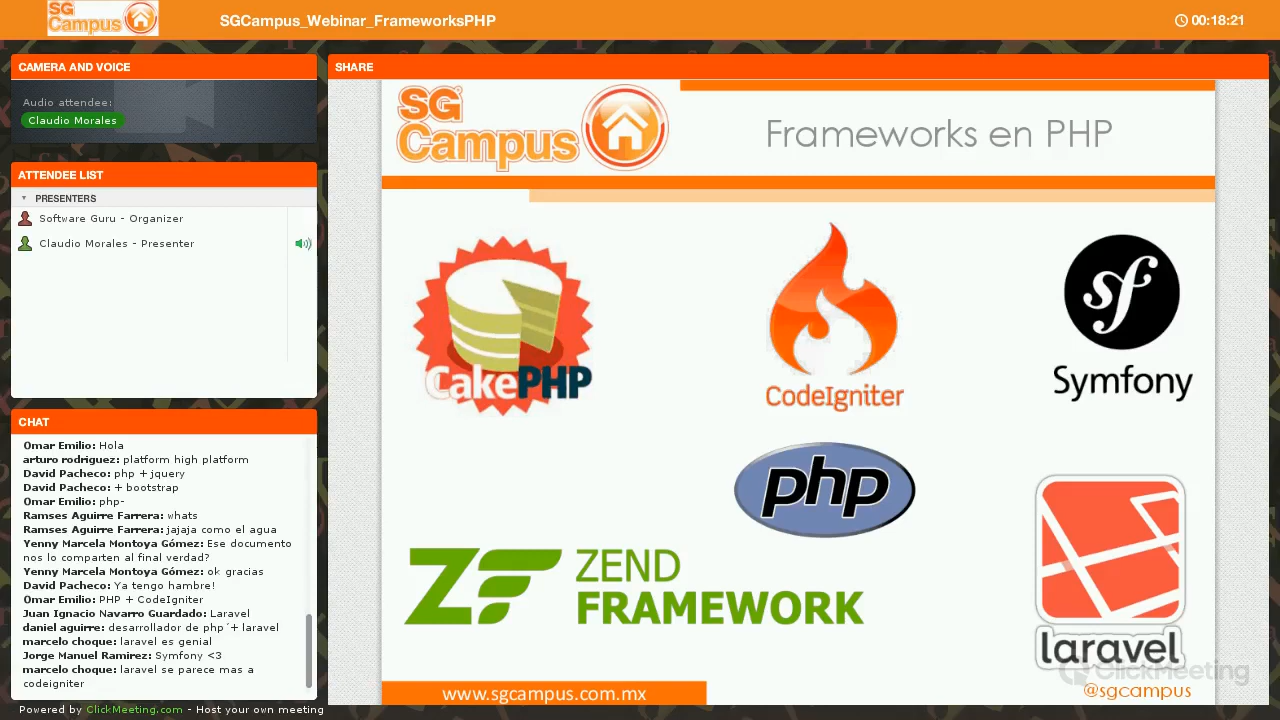 SG
Campus
SGCampus_Webinar_FrameworksPHP
00:18:21
CAMERA AND VOICE
Audio attendee:
Claudio Morales
ATTENDEE LIST
PRESENTERS
Software Guru - Organizer
Claudio Morales - Presenter
CHAT
Omar Emilio: Hola
arturo rodriguez: platform high platform
David Pacheco: php + jquery
David Pacheco: + bootstrap
Omar Emilio: php-
Ramses Aguirre Farrera: whats
Ramses Aguirre Farrera: jajaja como el agua
Yenny Marcela Montoya Gómez: Ese documento
nos lo comparten al final verdad?
Yenny Marcela Montoya Gómez: ok gracias
David Pacheco: Ya tengo hambre!
Omar Emilio: PHP + CodeIgniter
Juan Ignacio Navarro Guardado: Laravel
daniel aguirre: desarrollador de php ´+ laravel
marcelo choque: laravel es genial
Jorge Manuel Ramirez: Symfony <3
marcelo choque: laravel se parece mas a
codeigniter
Powered by ClickMeeting.com - Host your own meeting
SHARE
SG
Campus
Frameworks en PHP
CakePHP
CodeIgniter
sf
Symfony
php
ZF ZEND
FRAMEWORK
laravel
ClickMeeting
www.sgcampus.com.mx
@sgcampus